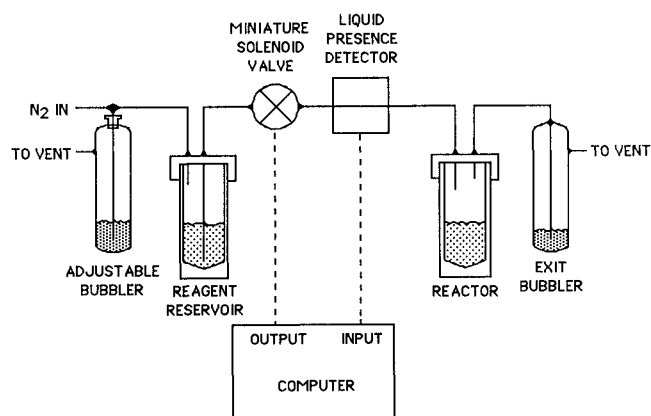 MINIATURE
SOLENOID
VALVE
LIQUID
PRESENCE
DETECTOR
N2 IN
TO VENT
TO VENT
ADJUSTABLE
BUBBLER
REAGENT
RESERVOIR
REACTOR
EXIT
BUBBLER
OUTPUT
INPUT
COMPUTER